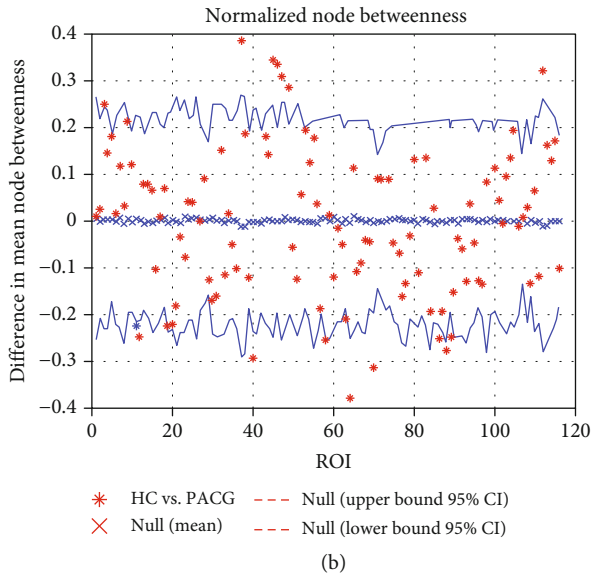 Normalized node betweenness
Difference in mean node betweenness
0.4
0.3
0.2
0.1
0
−0.1
−0.2
−0.3
−0.4
0 20 40 60 80 100 120
ROI
HC vs. PACG
Null (upper bound 95% CI)
Null (mean)
Null (lower bound 95% CI)
(b)